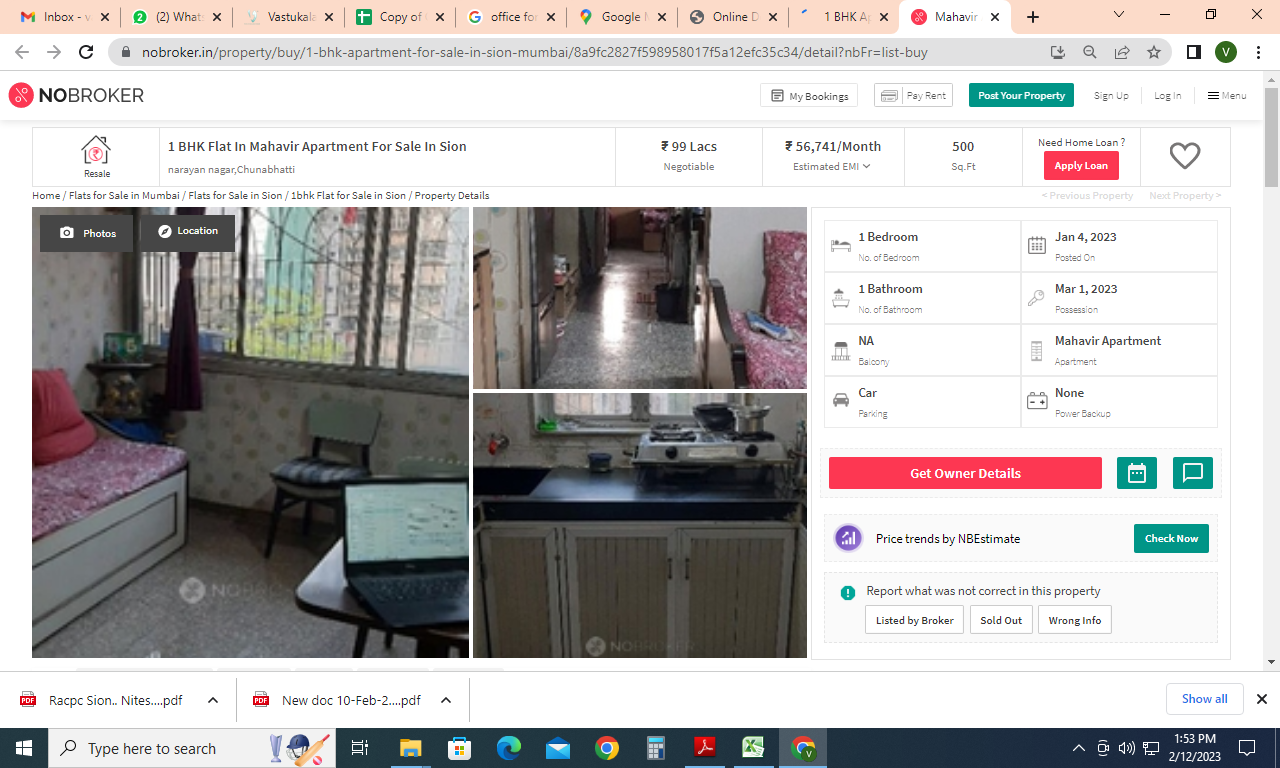 Inbox - v
(2) Whats
Vastukala
Copy of
office for
Google M
Online D
1 BHK Ap
Mahavir
nobroker.in/property/buy/1-bhk-apartment-for-sale-in-sion-mumbai/8a9fc2827f598958017f5a12efc35c34/detail?nbFr=list-buy
V
NOBROKER
My Bookings
Pay Rent
Post Your Property
Sign Up
Log In
Menu
Resale
1 BHK Flat In Mahavir Apartment For Sale In Sion
narayan nagar,Chunabhatti
₹ 99 Lacs
Negotiable
₹ 56,741/Month
Estimated EMI
500
Sq.Ft
Need Home Loan ?
Apply Loan
Home / Flats for Sale in Mumbai / Flats for Sale in Sion / 1bhk Flat for Sale in Sion / Property Details
< Previous Property
Next Property >
Photos
Location
NOBROKER
NOBROKER
1 Bedroom
No. of Bedroom
Jan 4, 2023
Posted On
1 Bathroom
No. of Bathroom
Mar 1, 2023
Possession
NA
Balcony
Mahavir Apartment
Apartment
Car
Parking
None
Power Backup
Get Owner Details
Price trends by NBEstimate
Check Now
Report what was not correct in this property
Listed by Broker
Sold Out
Wrong Info
PDF
Racpc Sion.. Nites....pdf
PDF
New doc 10-Feb-2....pdf
Show all
Type here to search
V
1:53 PM
2/12/2023